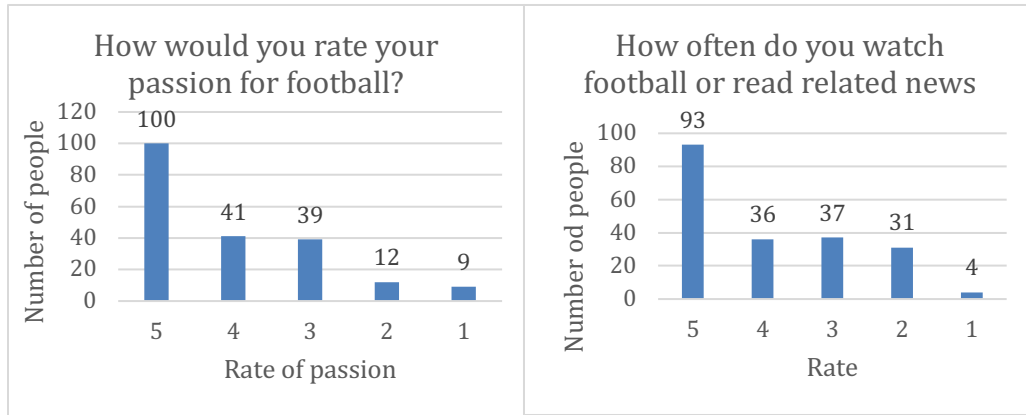 How would you rate your
passion for football?
Number of people
120
100
80
60
40
20
0
100
41
39
12
9
5 4 3 2 1
Rate of passion
How often do you watch
football or read related news
Number od people
100
80
60
40
20
0
93
36
37
31
4
5 4 3 2 1
Rate